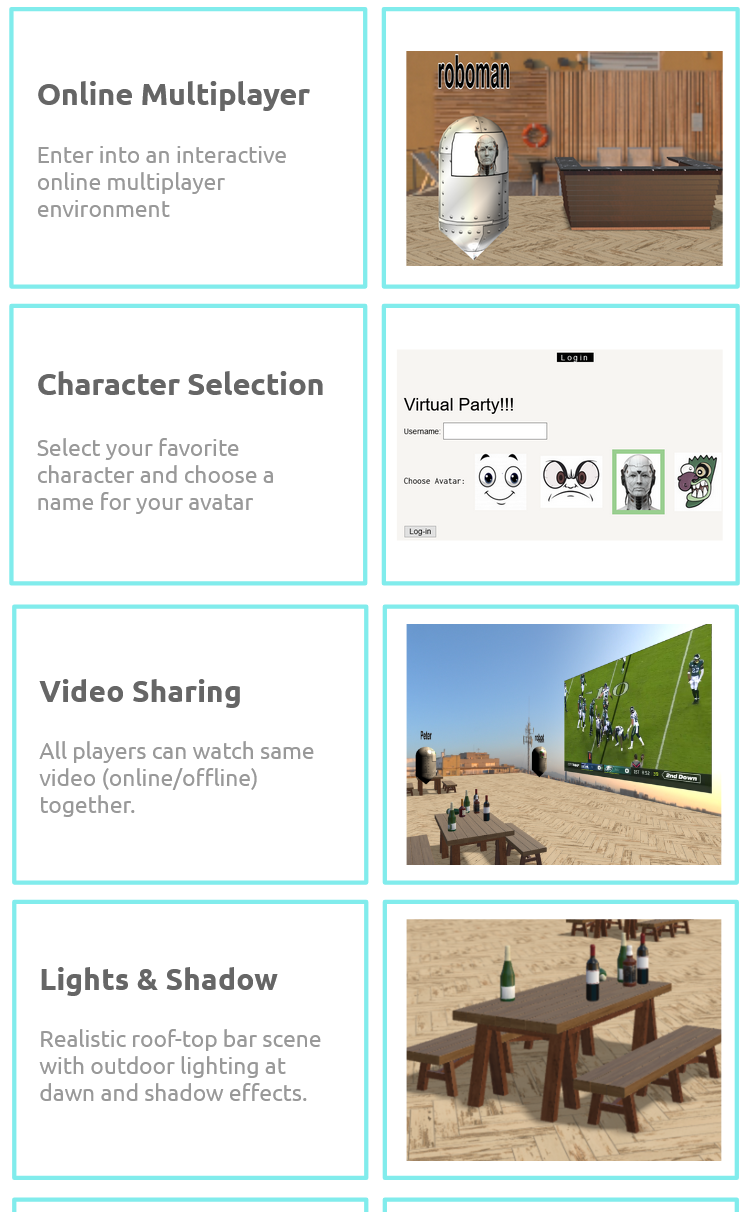 Online Multiplayer
Enter into an interactive
online multiplayer
environment
roboman
Character Selection
Select your favorite
character and choose a
name for your avatar
Login
Virtual Party!!!
Username:
Choose Avatar:
Log-in
Video Sharing
All players can watch same
video (online/offline)
together.
Peter
robot
2nd Down
Lights & Shadow
Realistic roof-top bar scene
with outdoor lighting at
dawn and shadow effects.